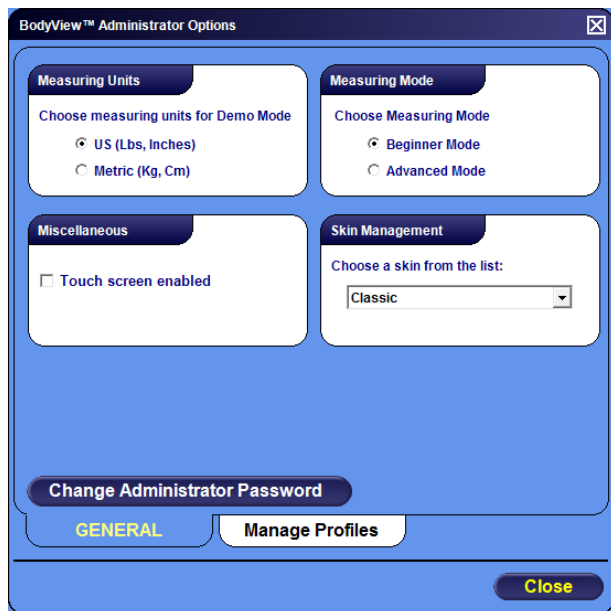 BodyView™ Administrator Options
Measuring Units
Choose measuring units for Demo Mode
US (Lbs, Inches)
Metric (Kg, Cm)
Measuring Mode
Choose Measuring Mode
Beginner Mode
Advanced Mode
Miscellaneous
Touch screen enabled
Skin Management
Choose a skin from the list:
Classic
Change Administrator Password
GENERAL
Manage Profiles
Close